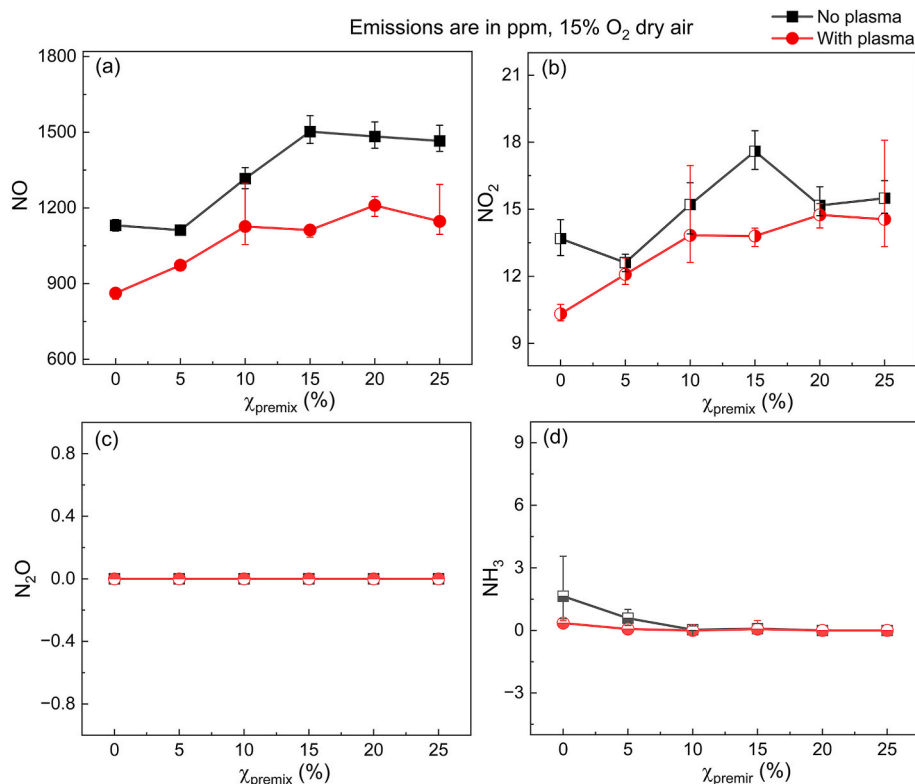 Emissions are in ppm, 15% O₂ dry air
No plasma
With plasma
(a)
NO
1800
1500
1200
900
600
0 5 10 15 20 25
χpremix (%)
(b)
NO₂
21
18
15
12
9
0 5 10 15 20 25
χpremix (%)
(c)
N₂O
0.8
0.4
0.0
−0.4
−0.8
0 5 10 15 20 25
χpremix (%)
(d)
NH₃
9
6
3
0
−3
0 5 10 15 20 25
χpremir (%)